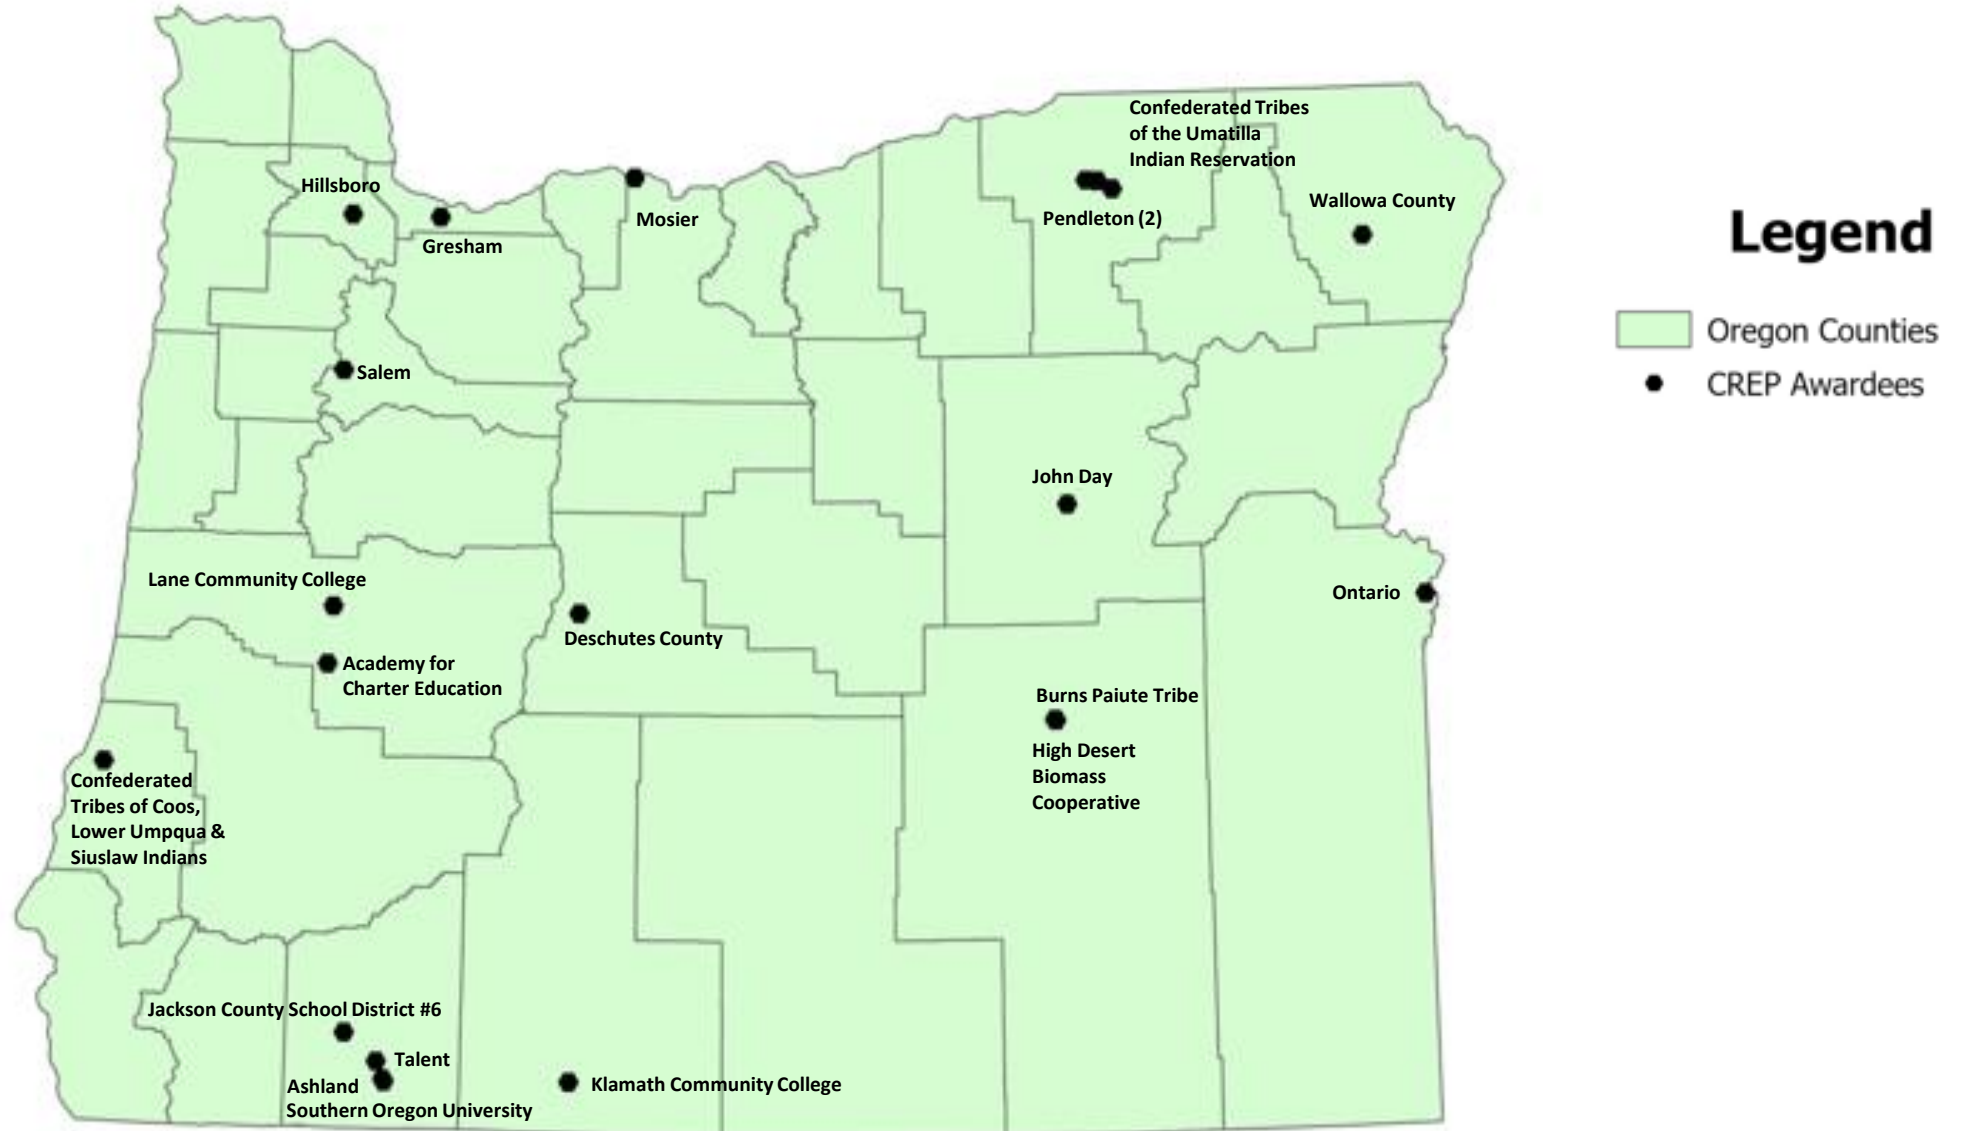 Confederated Tribes
of the Umatilla
Indian Reservation
Hillsboro
Wallowa County
Mosier
Pendleton (2)
Gresham
Legend
Oregon Counties
CREP Awardees
Salem
John Day
Lane Community College
Ontario
Deschutes County
Academy for
Charter Education
Burns Paiute Tribe
High Desert
Biomass
Cooperative
Confederated
Tribes of Coos,
Lower Umpqua &
Siuslaw Indians
Jackson County School District #6
Talent
Ashland
Southern Oregon University
Klamath Community College